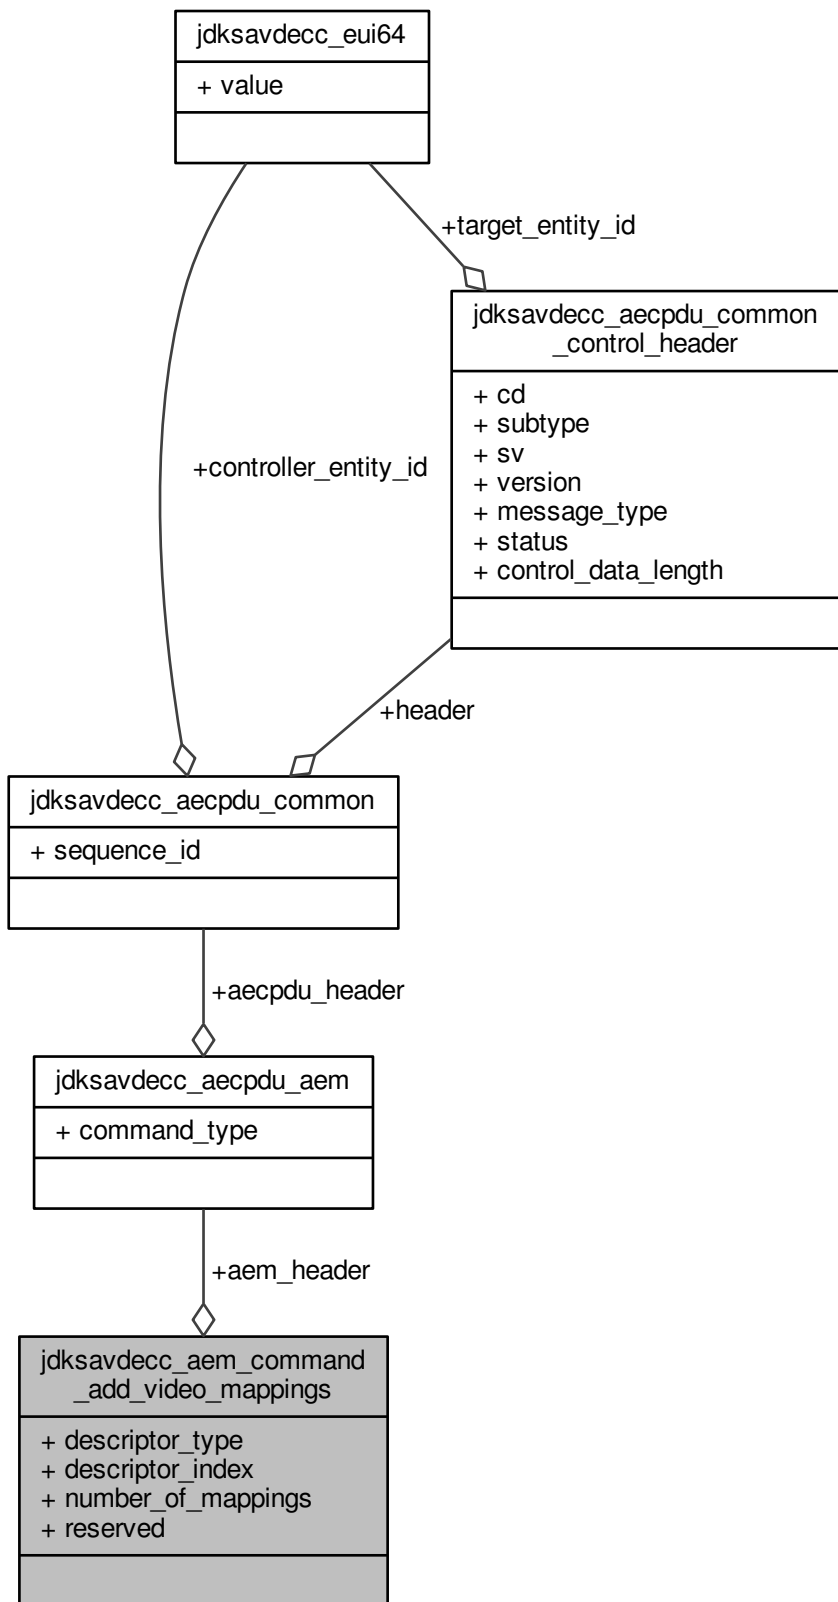 jdksavdecc_eui64
+ value
+target_entity_id
jdksavdecc_aecpdu_common
_control_header
+ cd
+ subtype
+ sv
+ version
+ message_type
+ status
+ control_data_length
+controller_entity_id
+header
jdksavdecc_aecpdu_common
+ sequence_id
+aecpdu_header
jdksavdecc_aecpdu_aem
+ command_type
+aem_header
jdksavdecc_aem_command
_add_video_mappings
+ descriptor_type
+ descriptor_index
+ number_of_mappings
+ reserved